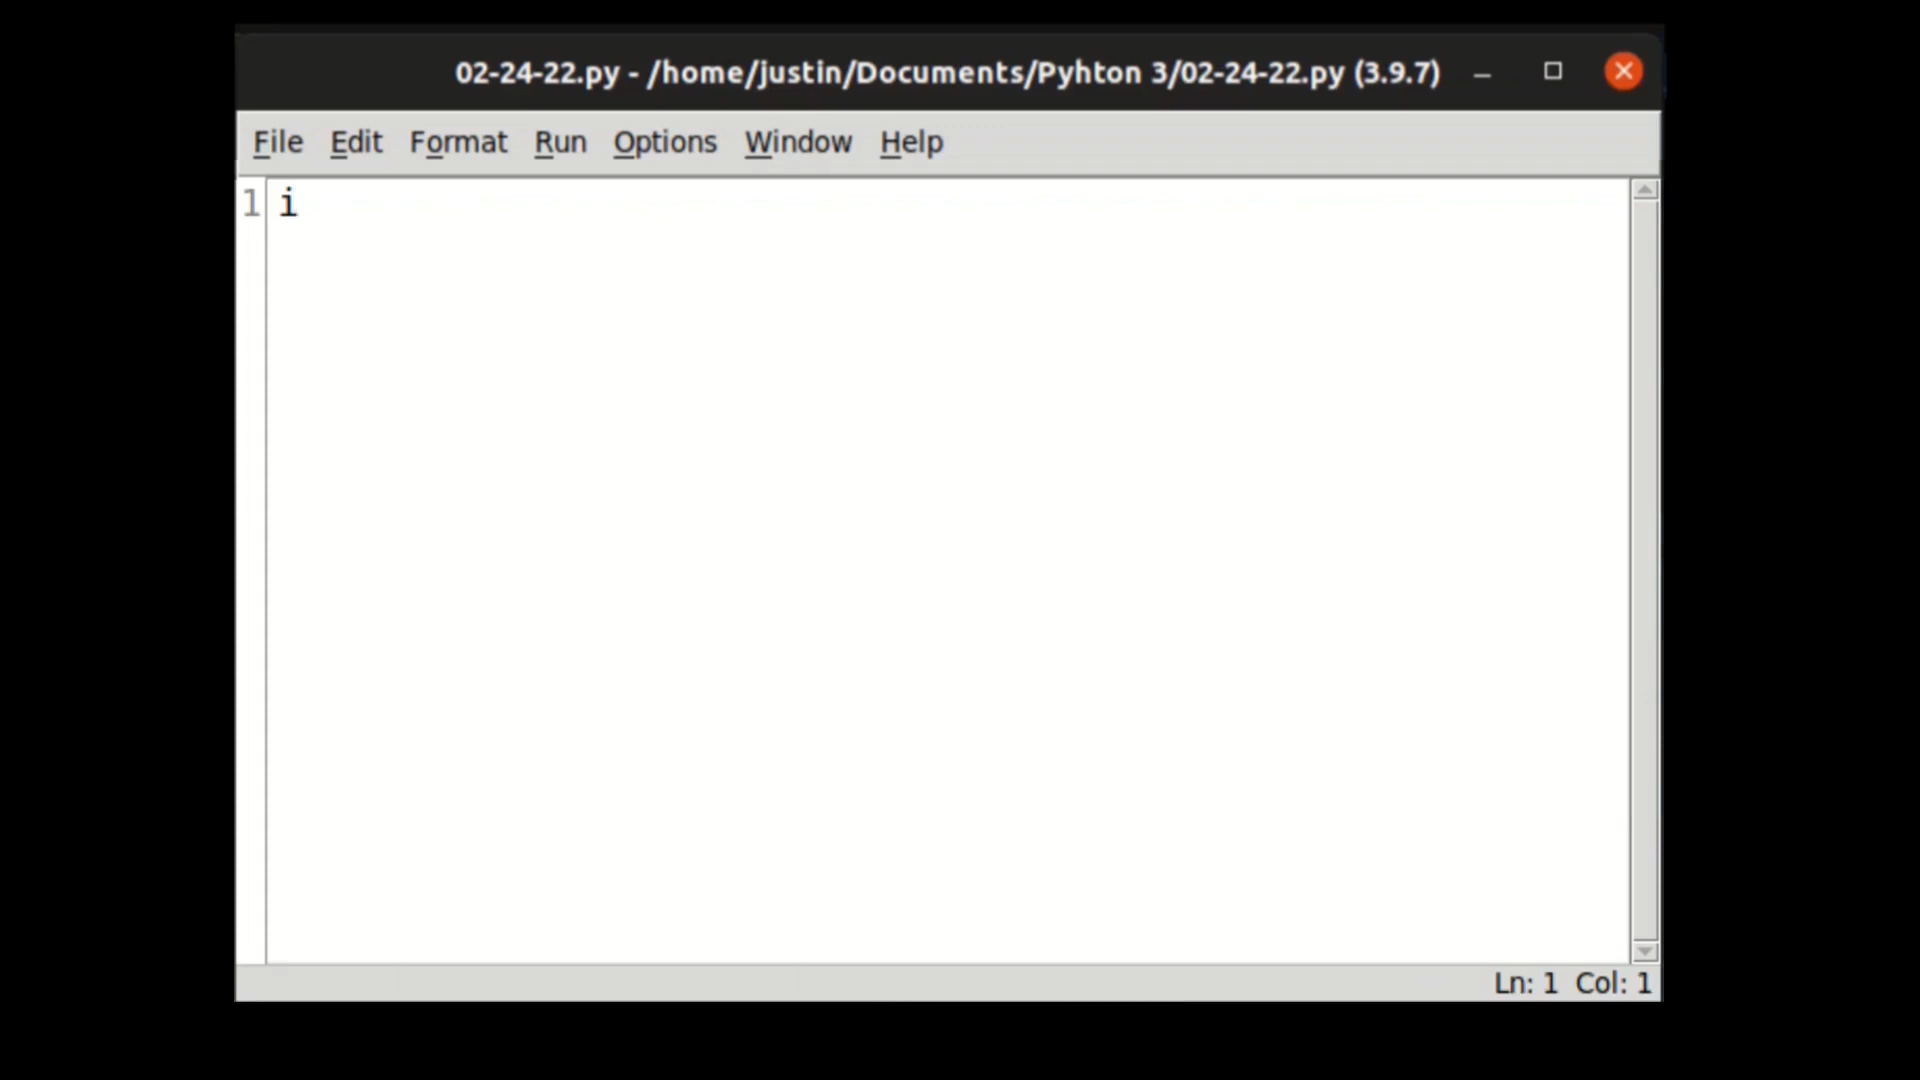 02-24-22.py - /home/justin/Documents/Pyhton 3/02-24-22.py (3.9.7)
File Edit Format Run Options Window Help
1 i
Ln: 1 Col: 1